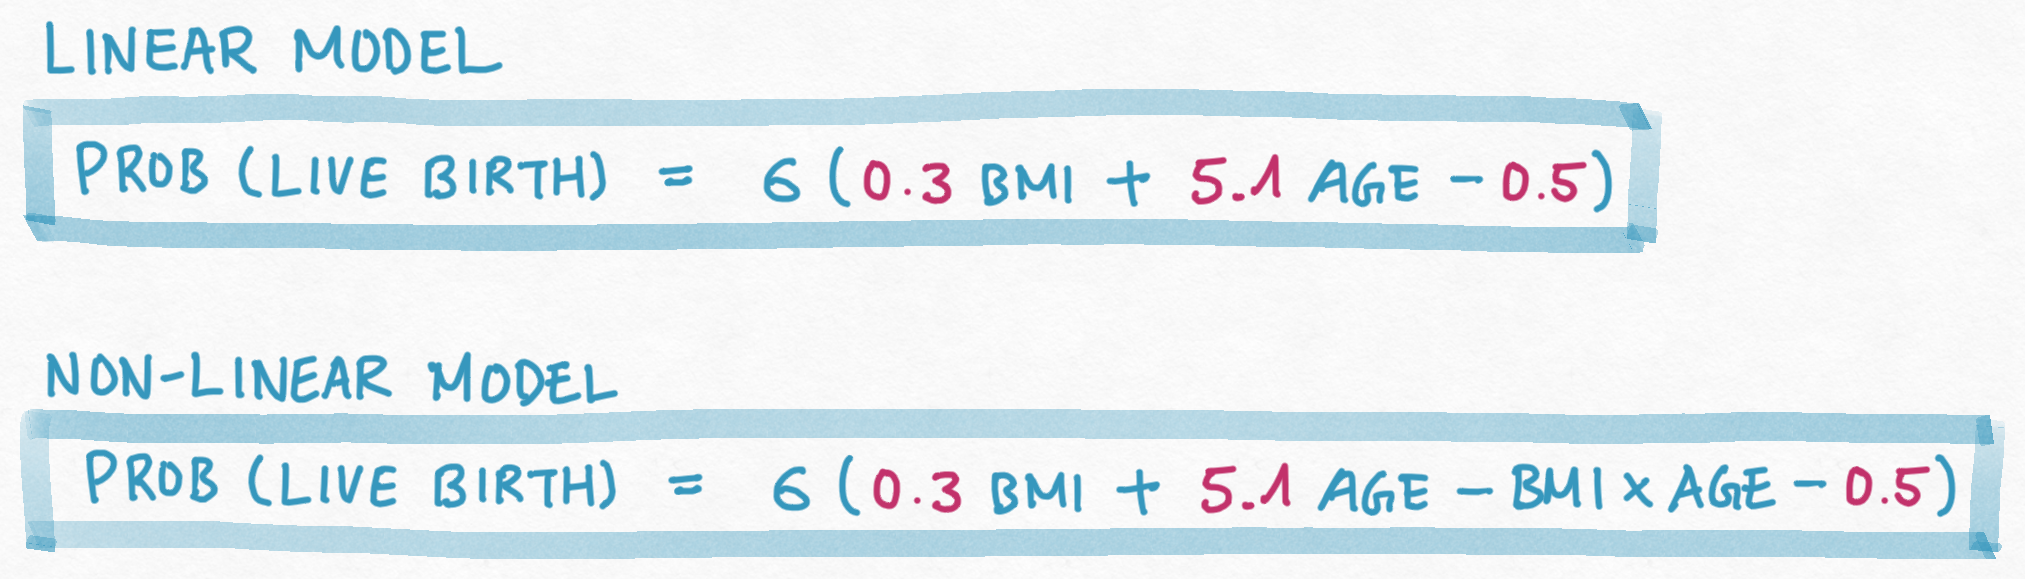 LINEAR MODEL
PROB (LIVE BIRTH) = 6 (0.3 BMI + 5.1 AGE - 0.5)
NON-LINEAR MODEL
PROB (LIVE BIRTH) = 6 (0.3 BMI + 5.1 AGE - BMI x AGE - 0.5)